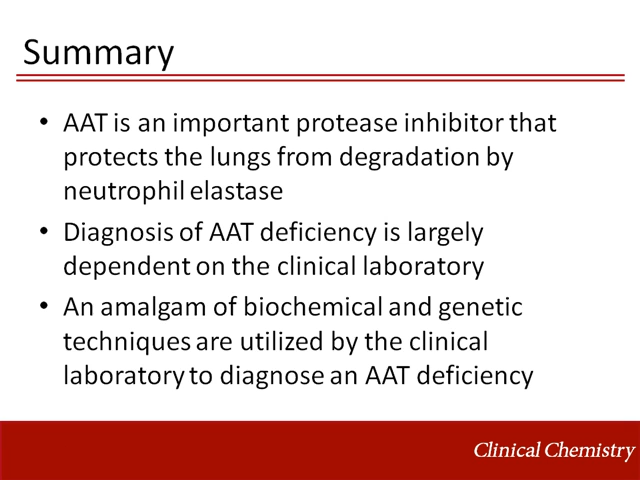 Summary
• AAT is an important protease inhibitor that
protects the lungs from degradation by
neutrophil elastase
• Diagnosis of AAT deficiency is largely
dependent on the clinical laboratory
• An amalgam of biochemical and genetic
techniques are utilized by the clinical
laboratory to diagnose an AAT deficiency
Clinical Chemistry